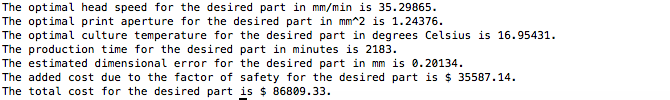 The optimal head speed for the desired part in mm/min is 35.29865.
The optimal print aperture for the desired part in mm^2 is 1.24376.
The optimal culture temperature for the desired part in degrees Celsius is 16.95431.
The production time for the desired part in minutes is 2183.
The estimated dimensional error for the desired part in mm is 0.20134.
The added cost due to the factor of safety for the desired part is $ 35587.14.
The total cost for the desired part is $ 86809.33.